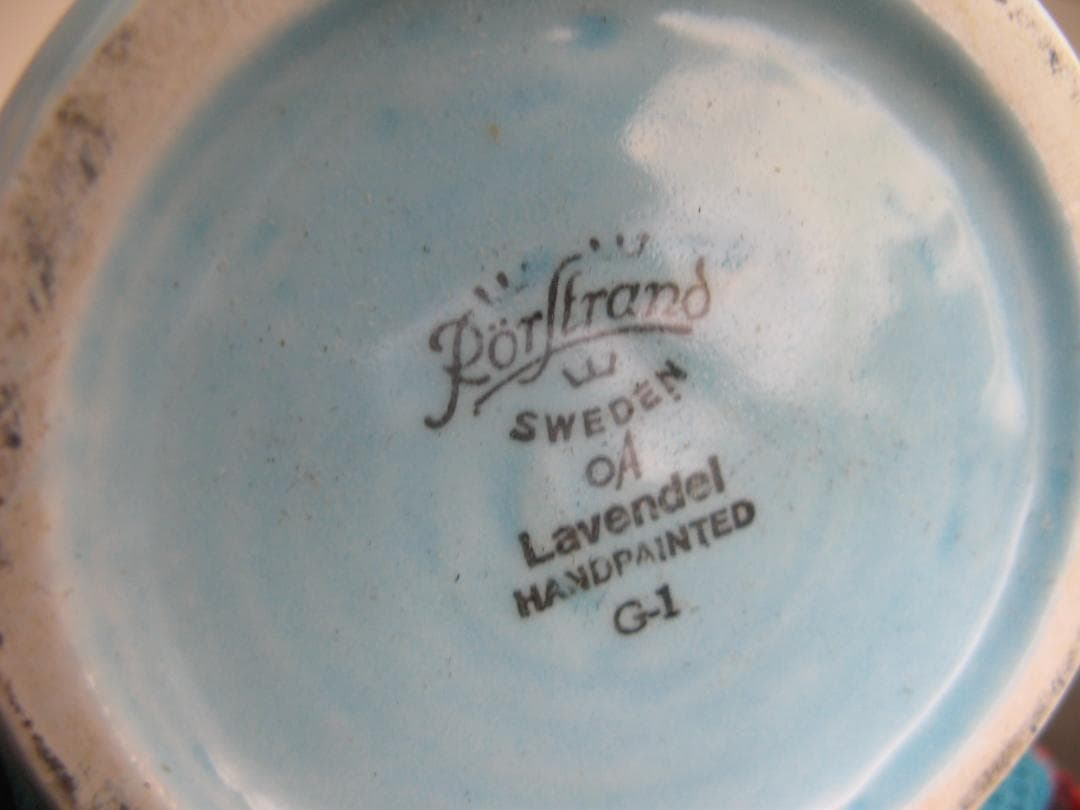 Rörstrand
SWEDEN
OA
Lavendel
HANDPAINTED
G-1